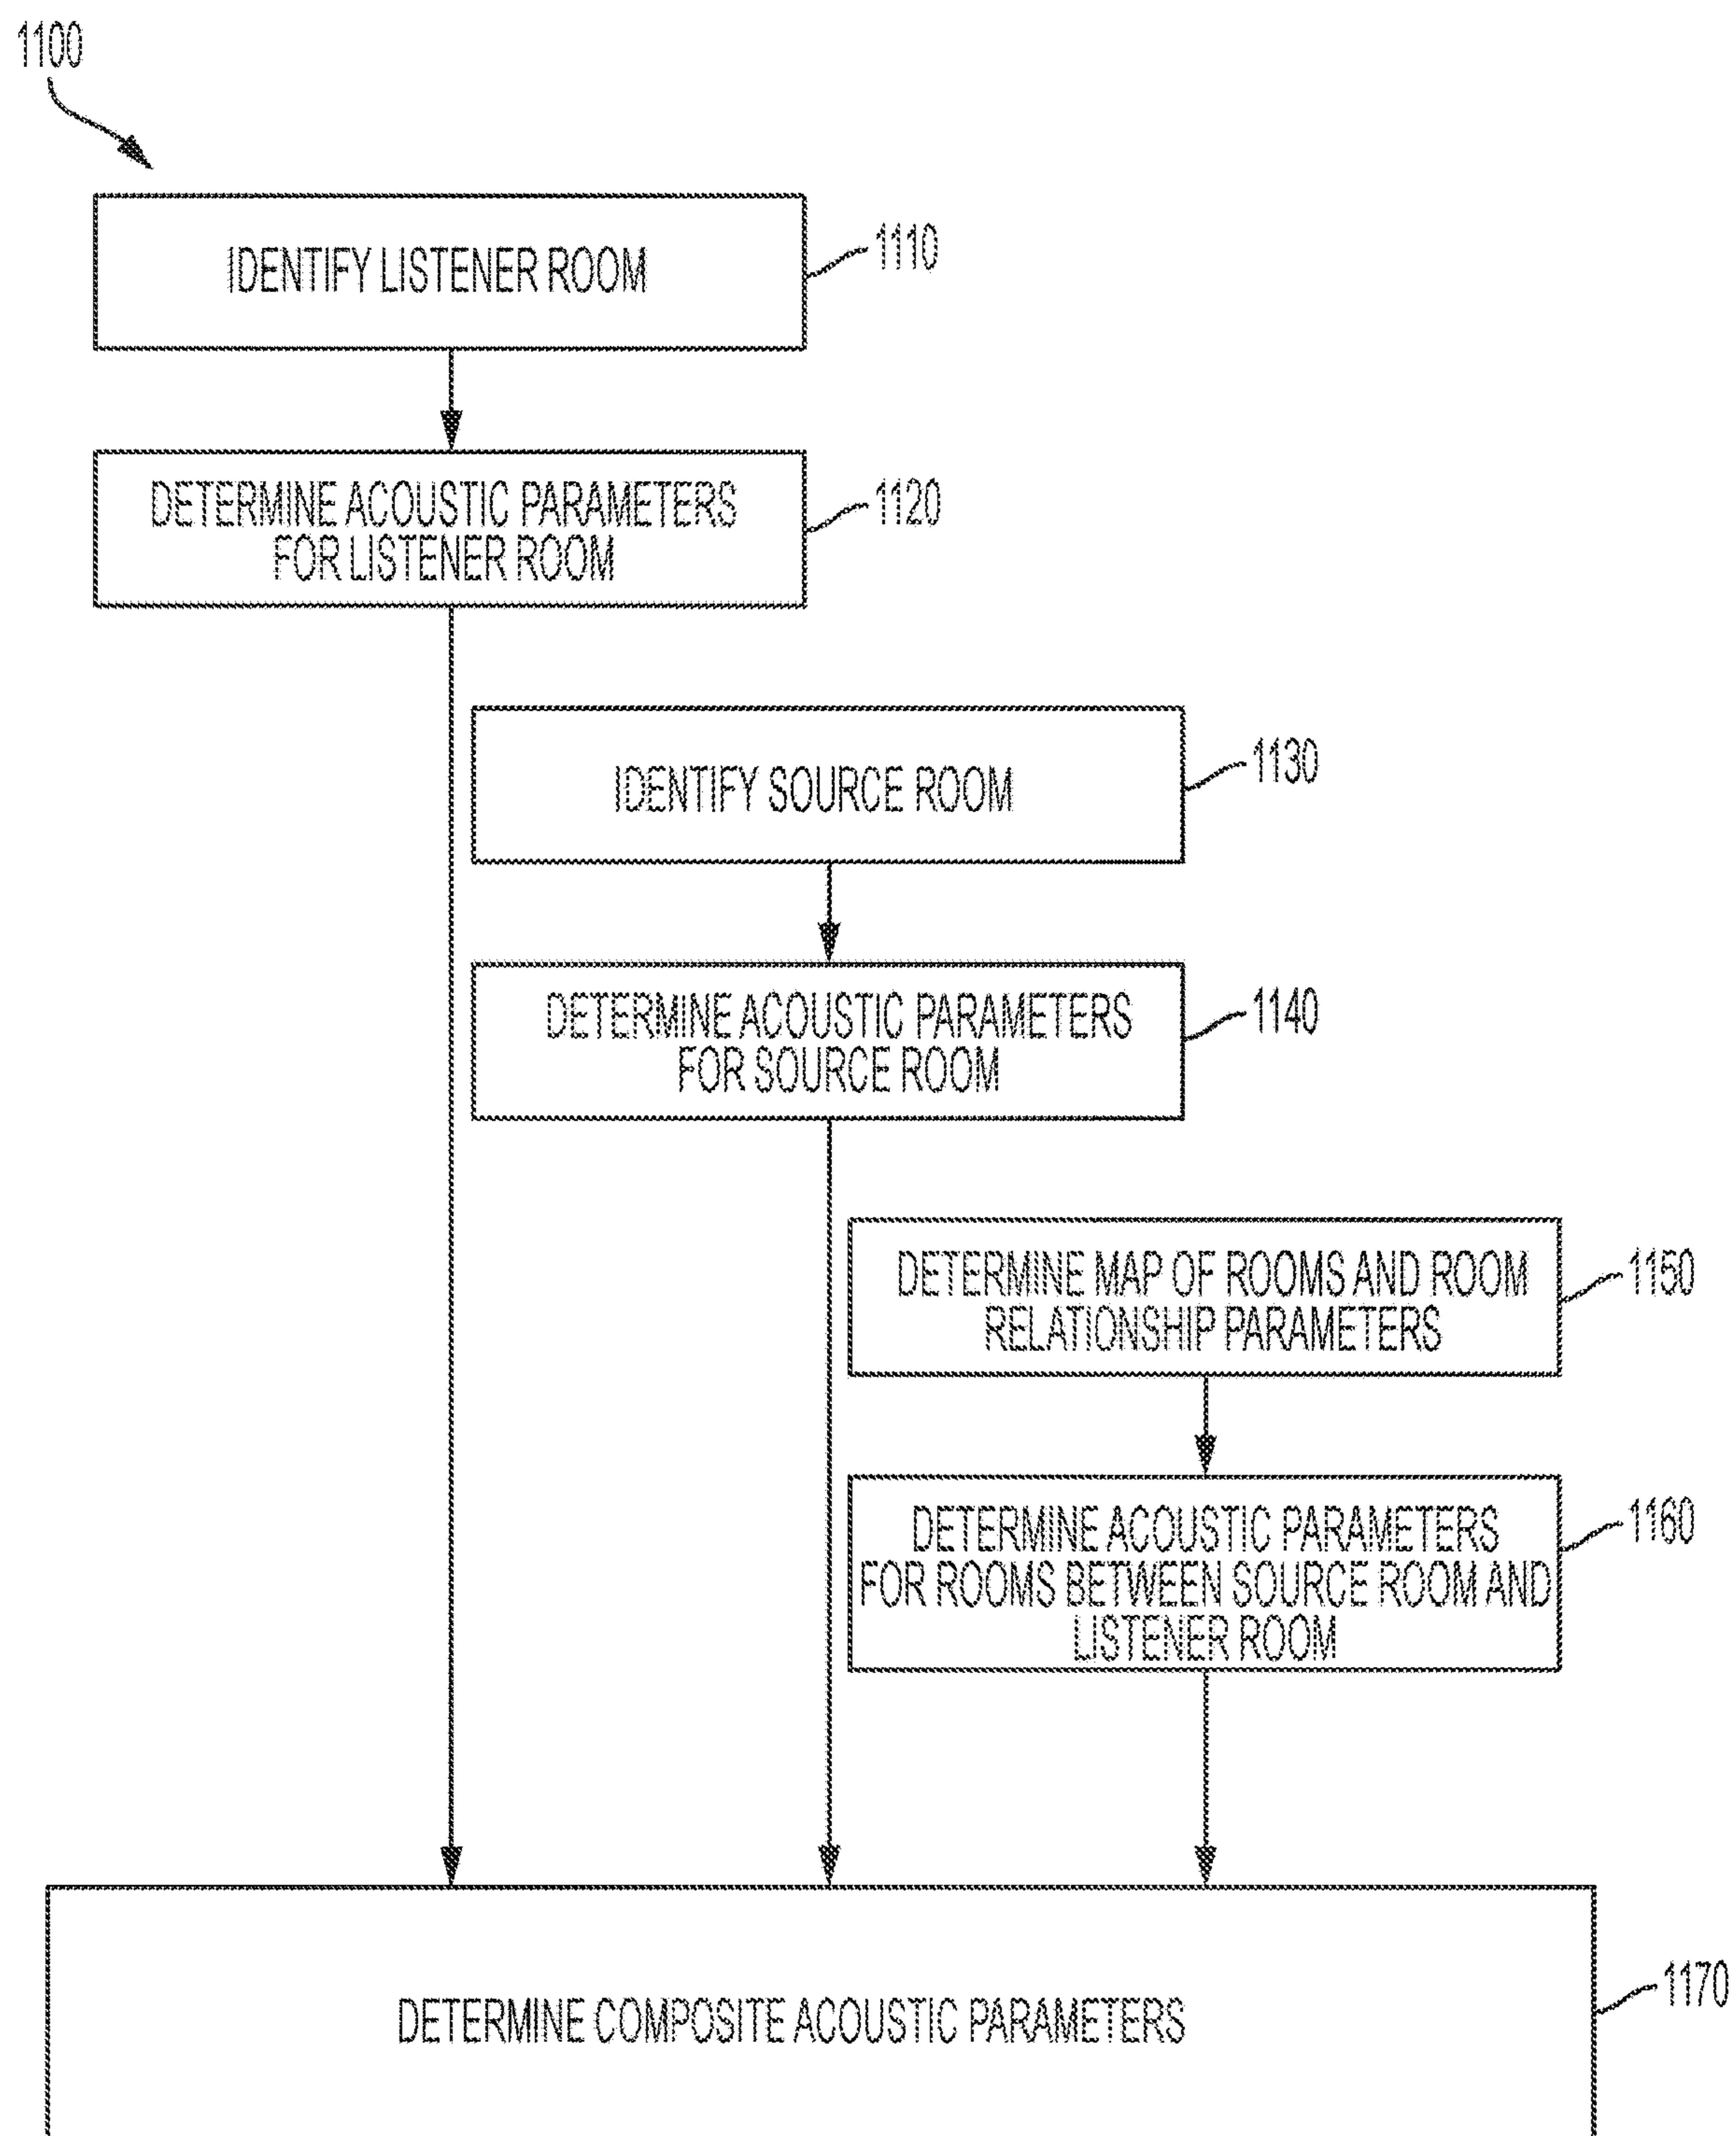 1100
IDENTIFY LISTENER ROOM
1110
DETERMINE ACOUSTIC PARAMETERS
FOR LISTENER ROOM
1120
IDENTIFY SOURCE ROOM
1130
DETERMINE ACOUSTIC PARAMETERS
FOR SOURCE ROOM
1140
DETERMINE MAP OF ROOMS AND ROOM
RELATIONSHIP PARAMETERS
1150
DETERMINE ACOUSTIC PARAMETERS
FOR ROOMS BETWEEN SOURCE ROOM AND
LISTENER ROOM
1160
DETERMINE COMPOSITE ACOUSTIC PARAMETERS
1170